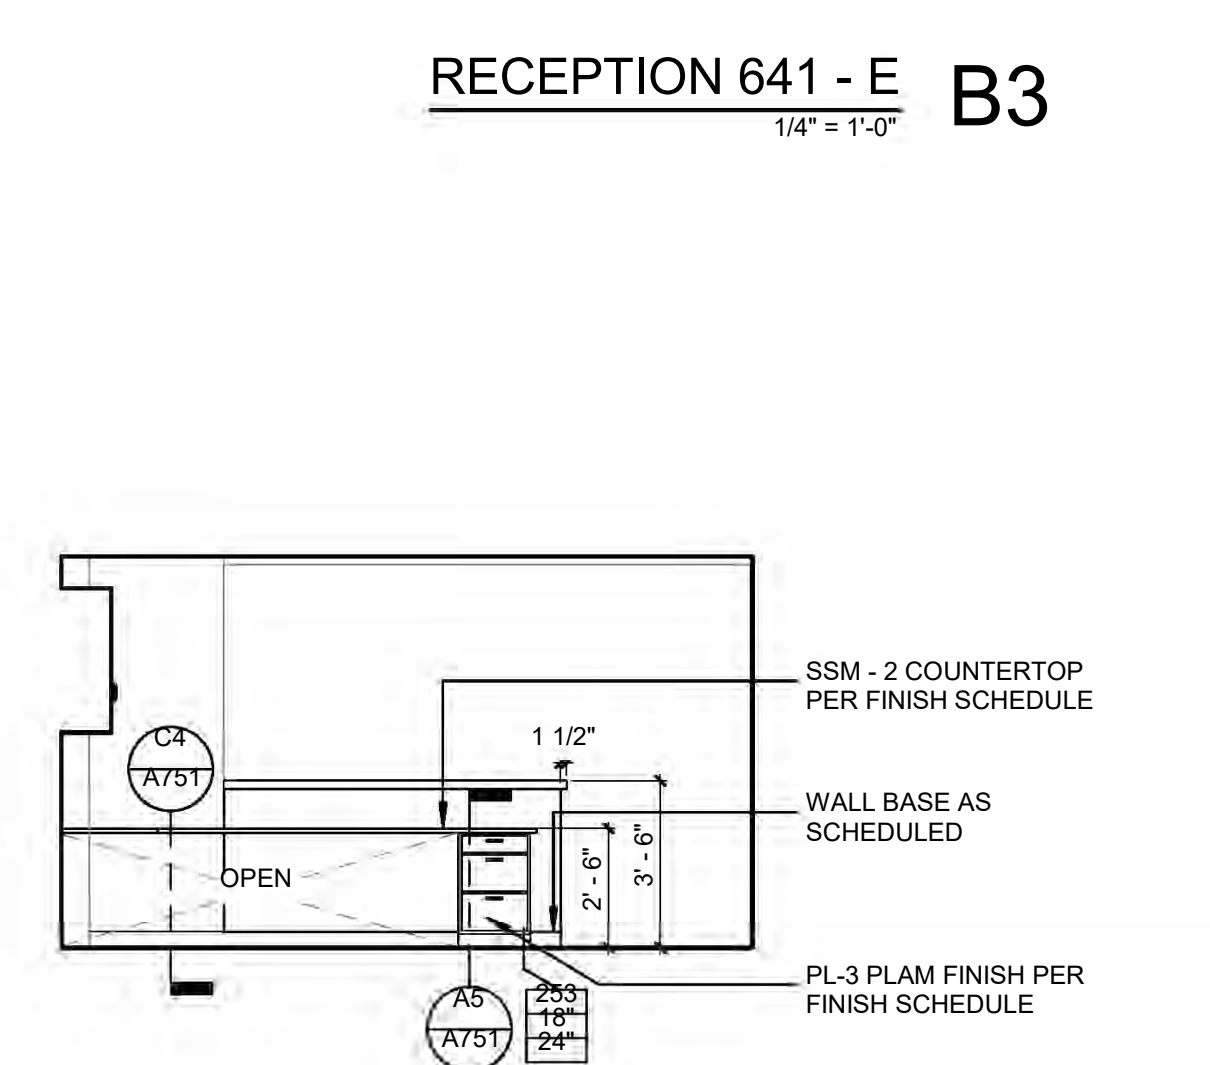 RECEPTION 641 - E
B3
1/4" = 1'-0"
SSM - 2 COUNTERTOP
PER FINISH SCHEDULE
C4
A751
1 1/2"
WALL BASE AS
SCHEDULED
OPEN
2' - 6"
3' - 6"
PL-3 PLAM FINISH PER
FINISH SCHEDULE
A5
A751
253
18"
24"